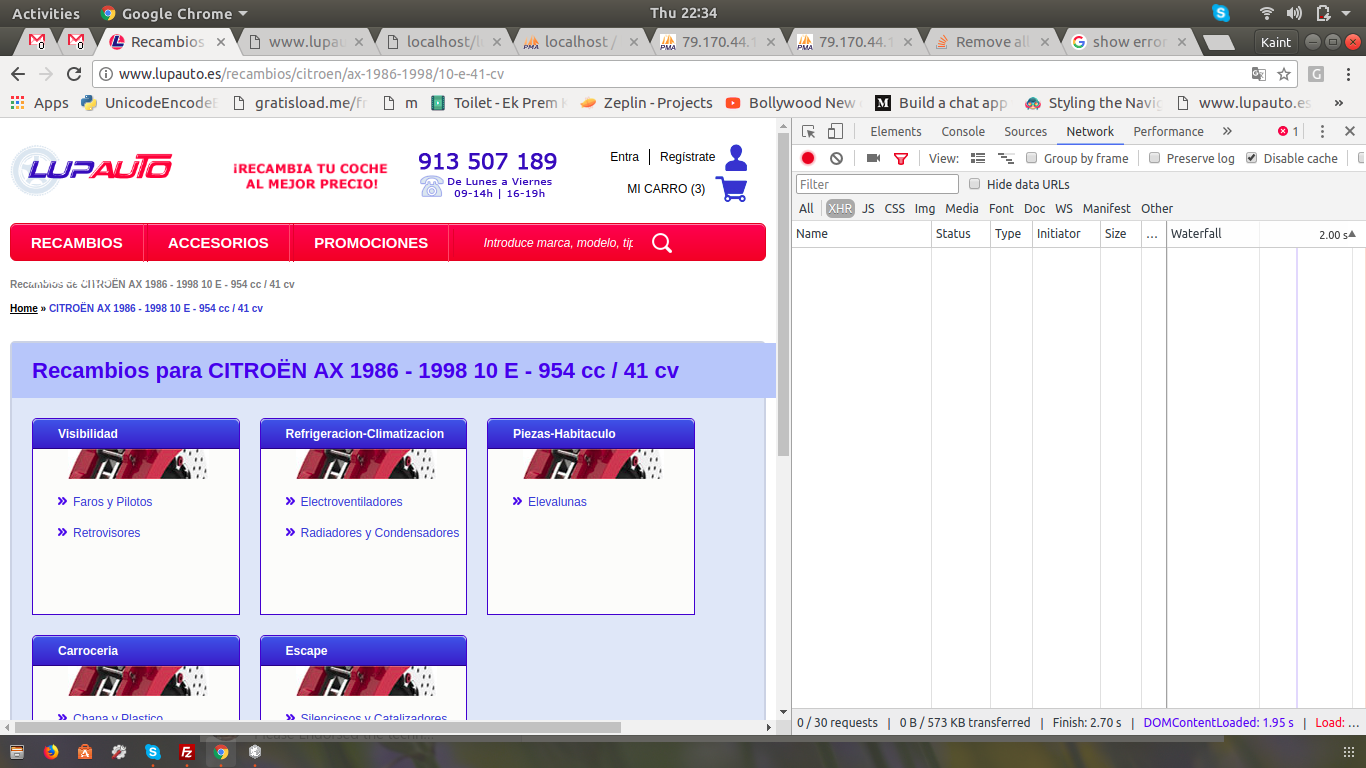 Activities Google Chrome Thu 22:34
0 0 Recambios www.lupau localhost/l localhost / 79.170.44.1 79.170.44.1 Remove all show error Kaint
www.lupauto.es/recambios/citroen/ax-1986-1998/10-e-41-cv
Apps UnicodeEncodeE gratisload.me/fr m Toilet - Ek Prem K Zeplin - Projects Bollywood New Build a chat app Styling the Navig www.lupauto.es »
LUPAUTO
¡RECAMBIA TU COCHE
AL MEJOR PRECIO!
913 507 189
De Lunes a Viernes
09-14h | 16-19h
Entra Regístrate
MI CARRO (3)
RECAMBIOS ACCESORIOS PROMOCIONES Introduce marca, modelo, tip
Recambios de CITROËN AX 1986 - 1998 10 E - 954 cc / 41 cv
Home » CITROËN AX 1986 - 1998 10 E - 954 cc / 41 cv
Recambios para CITROËN AX 1986 - 1998 10 E - 954 cc / 41 cv
Visibilidad
» Faros y Pilotos
» Retrovisores
Refrigeracion-Climatizacion
» Electroventiladores
» Radiadores y Condensadores
Piezas-Habitaculo
» Elevalunas
Carroceria
» Chapa y Plastico
Escape
» Silenciosos y Catalizadores
Elements Console Sources Network Performance » 1
View: Group by frame Preserve log Disable cache
Filter Hide data URLs
All XHR JS CSS Img Media Font Doc WS Manifest Other
Name Status Type Initiator Size ... Waterfall 2.00 s
0 / 30 requests | 0 B / 573 KB transferred | Finish: 2.70 s | DOMContentLoaded: 1.95 s | Load: ...